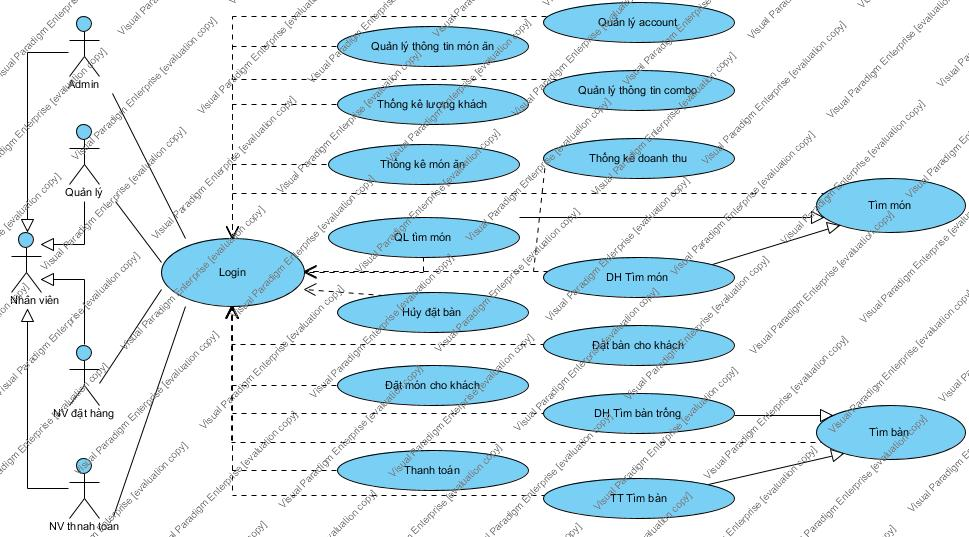 Quản lý account
Admin
Quản lý thông tin món ăn
Quản lý thông tin combo
Thống kê lượng khách
Thống kê doanh thu
Thống kê món ăn
Quản lý
Tìm món
QL tìm món
Login
DH Tìm món
Nhân viên
Hủy đặt bàn
Đặt bàn cho khách
Đặt món cho khách
NV đặt hàng
DH Tìm bàn trống
Tìm bàn
Thanh toán
TT Tìm bàn
NV thnah toán
Visual Paradigm Enterprise [evaluation copy]